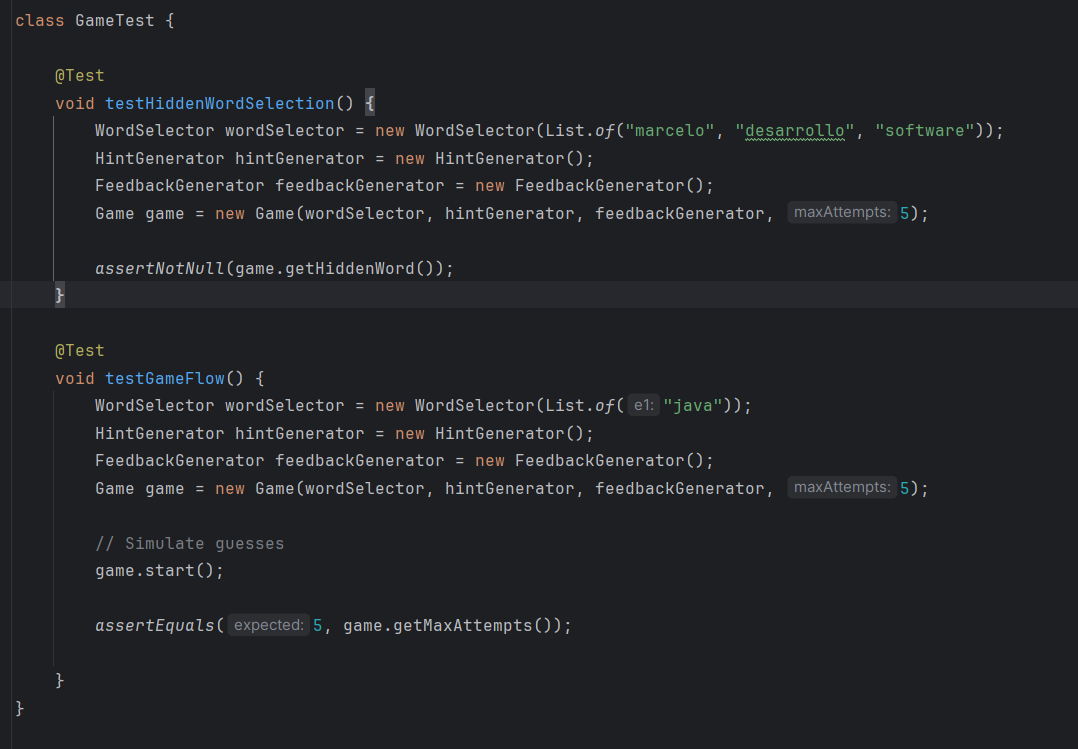 class GameTest {
@Test
void testHiddenWordSelection() {
WordSelector wordSelector = new WordSelector(List.of("marcelo", "desarrollo", "software"));
HintGenerator hintGenerator = new HintGenerator();
FeedbackGenerator feedbackGenerator = new FeedbackGenerator();
Game game = new Game(wordSelector, hintGenerator, feedbackGenerator, maxAttempts: 5);
assertNotNull(game.getHiddenWord());
}
@Test
void testGameFlow() {
WordSelector wordSelector = new WordSelector(List.of( e1: "java"));
HintGenerator hintGenerator = new HintGenerator();
FeedbackGenerator feedbackGenerator = new FeedbackGenerator();
Game game = new Game(wordSelector, hintGenerator, feedbackGenerator, maxAttempts: 5);
// Simulate guesses
game.start();
assertEquals( expected: 5, game.getMaxAttempts());
}
}